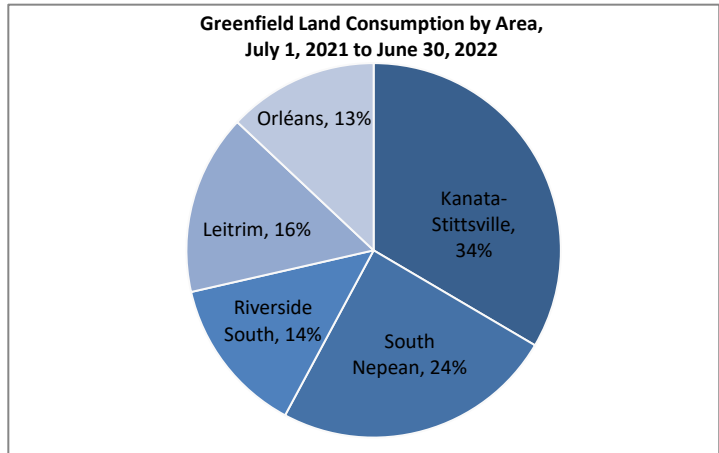 Greenfield Land Consumption by Area,
July 1, 2021 to June 30, 2022
Orléans, 13%
Kanata-
Stittsville,
34%
Leitrim, 16%
Riverside
South, 14%
South
Nepean, 24%